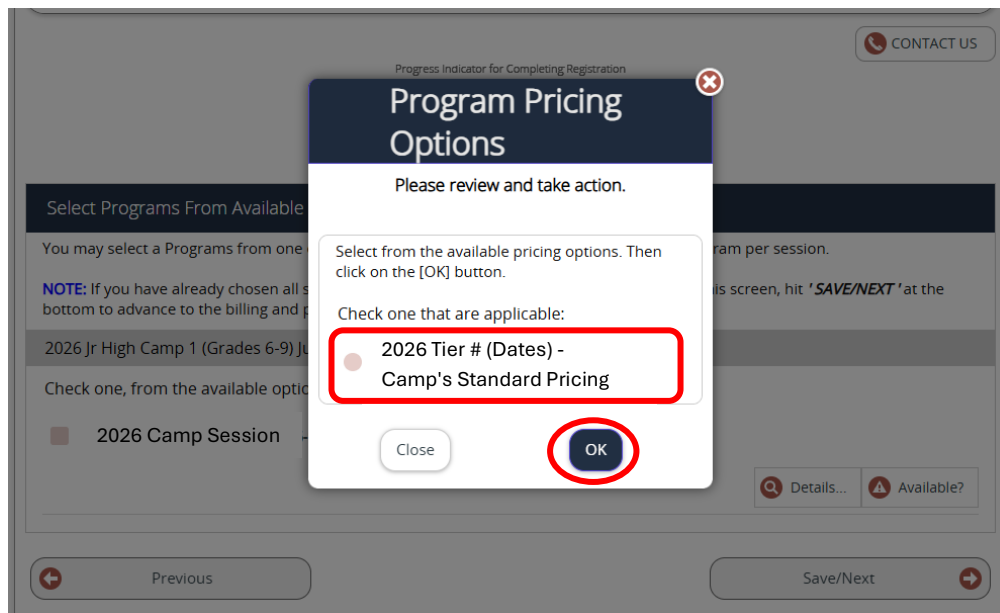 CONTACT US
Progress Indicator for Completing Registration
Program Pricing
Options
Please review and take action.
Select Programs From Available
You may select a Programs from one
ram per session.
Select from the available pricing options. Then
click on the [OK] button.
NOTE: If you have already chosen all s
is screen, hit 'SAVE/NEXT ' at the
bottom to advance to the billing and p
Check one that are applicable:
2026 Jr High Camp 1 (Grades 6-9) Ju
2026 Tier # (Dates) -
Camp's Standard Pricing
Check one, from the available optio
2026 Camp Session -
Close
OK
Details...
Available?
Previous
Save/Next